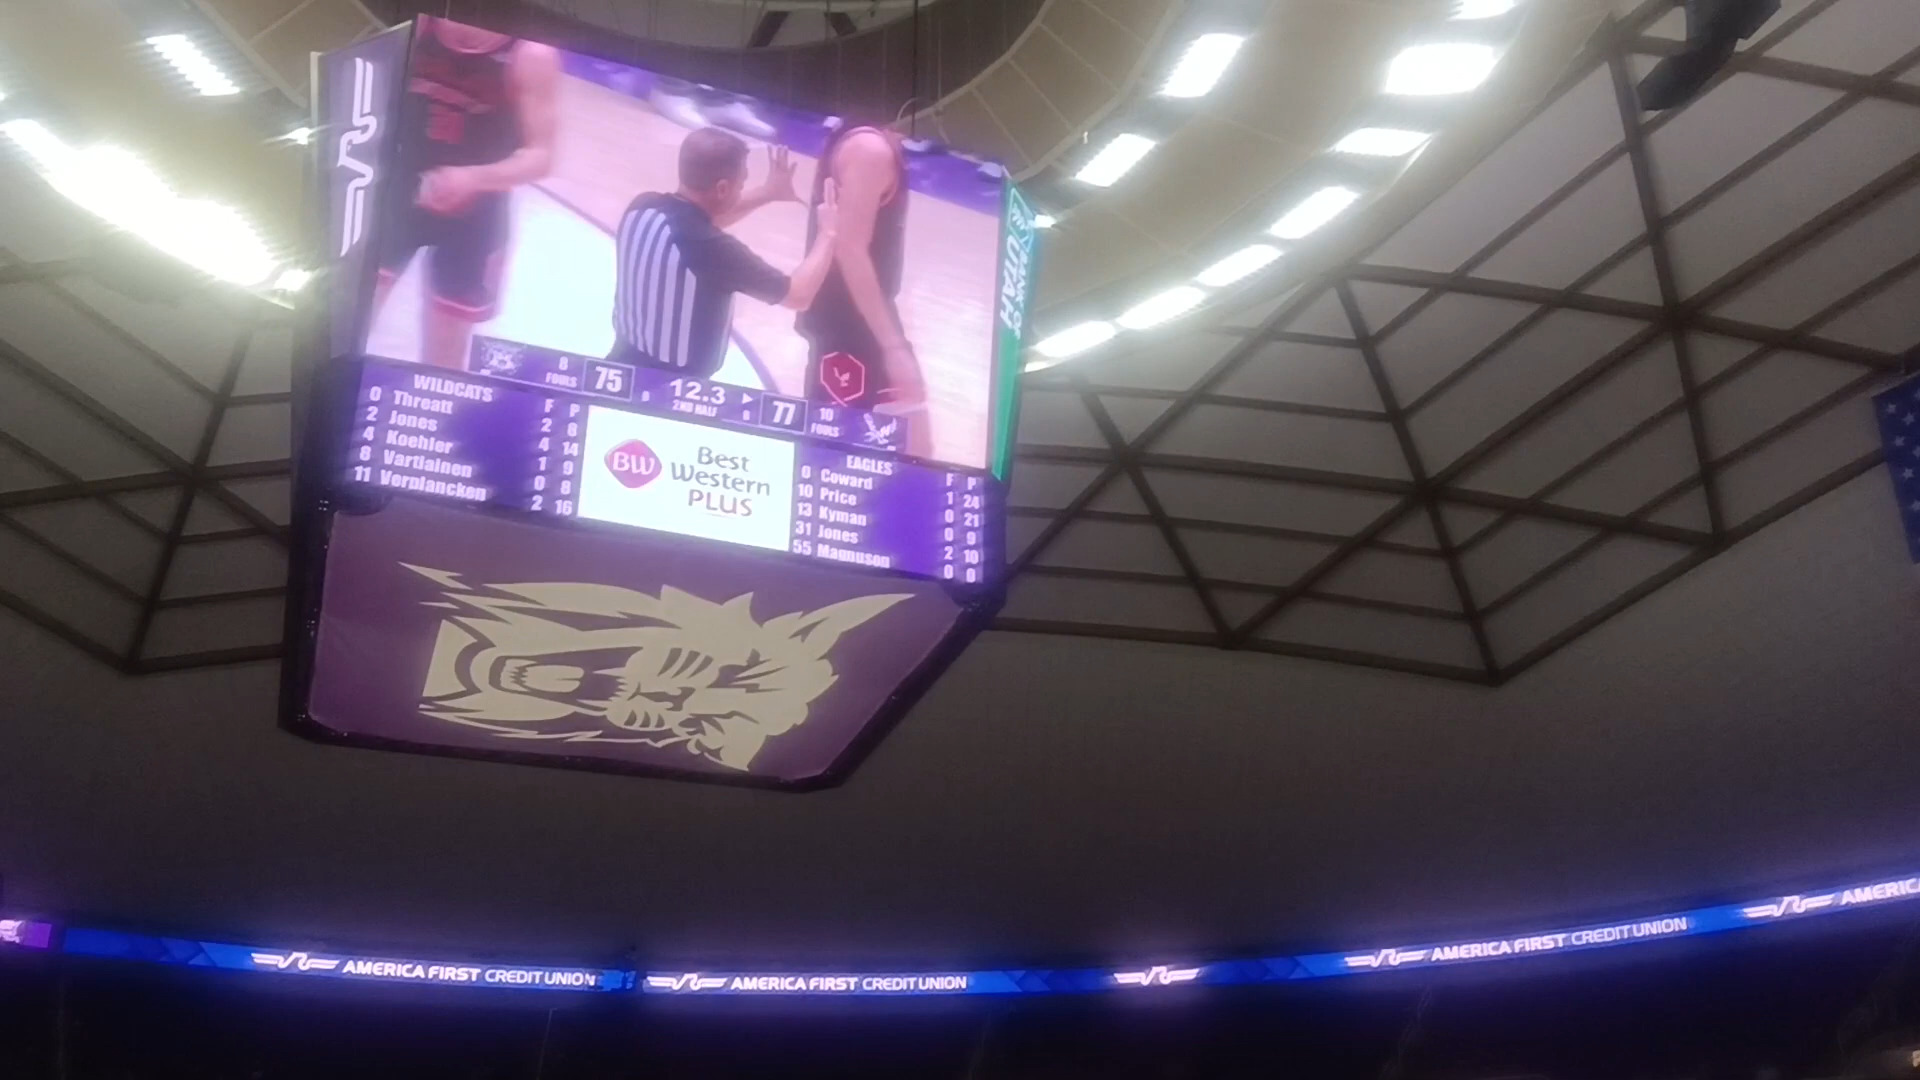 BANK OF UTAH
8 FOULS 75 12.3 2ND HALF 77 10 FOULS
WILDCATS F P
0 Threatt 2 8
2 Jones 4 14
4 Koehler 1 9
8 Vartiainen 0 8
11 Verplancken 2 16
BW Best Western PLUS
EAGLES F P
0 Coward 1 24
10 Price 0 21
13 Kyman 0 9
31 Jones 2 10
55 Magnuson 0 0
AMERICA FIRST CREDIT UNION
AMERICA FIRST CREDIT UNION
AMERICA FIRST CREDIT UNION
AMERIC